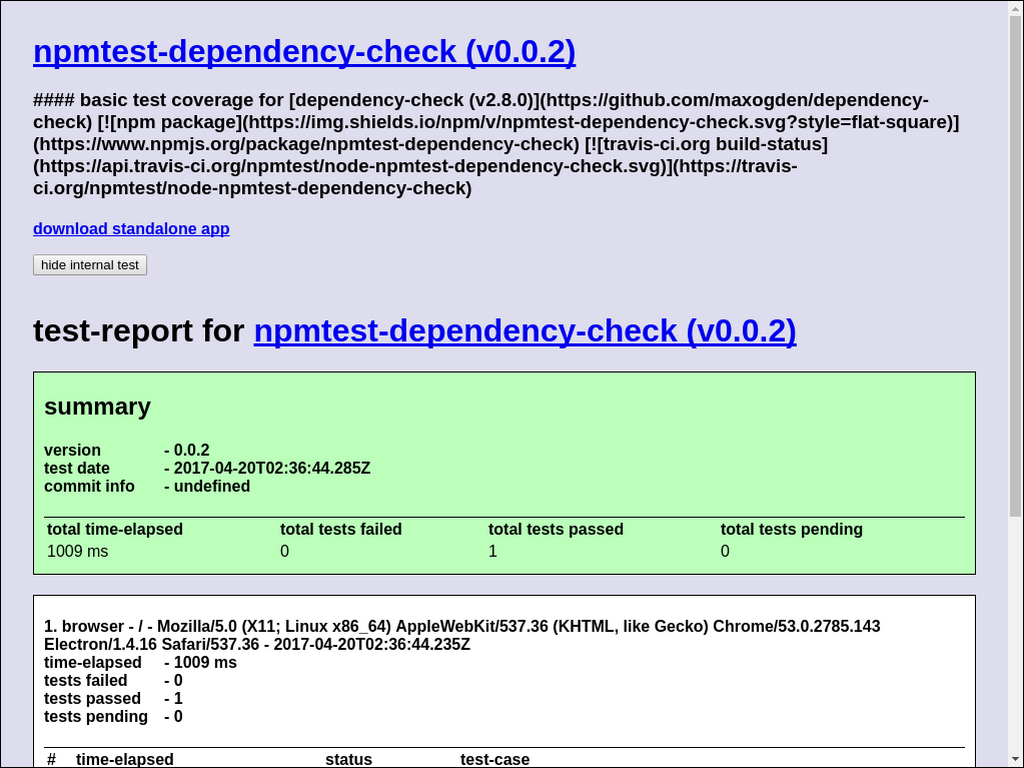 npmtest-dependency-check (v0.0.2)
#### basic test coverage for [dependency-check (v2.8.0)](https://github.com/maxogden/dependency-
check) [![npm package](https://img.shields.io/npm/v/npmtest-dependency-check.svg?style=flat-square)]
(https://www.npmjs.org/package/npmtest-dependency-check) [![travis-ci.org build-status]
(https://api.travis-ci.org/npmtest/node-npmtest-dependency-check.svg)](https://travis-
ci.org/npmtest/node-npmtest-dependency-check)
download standalone app
hide internal test
test-report for npmtest-dependency-check (v0.0.2)
summary
version - 0.0.2
test date - 2017-04-20T02:36:44.285Z
commit info - undefined
total time-elapsed total tests failed total tests passed total tests pending
1009 ms 0 1 0
1. browser - / - Mozilla/5.0 (X11; Linux x86_64) AppleWebKit/537.36 (KHTML, like Gecko) Chrome/53.0.2785.143
Electron/1.4.16 Safari/537.36 - 2017-04-20T02:36:44.235Z
time-elapsed - 1009 ms
tests failed - 0
tests passed - 1
tests pending - 0
# time-elapsed status test-case